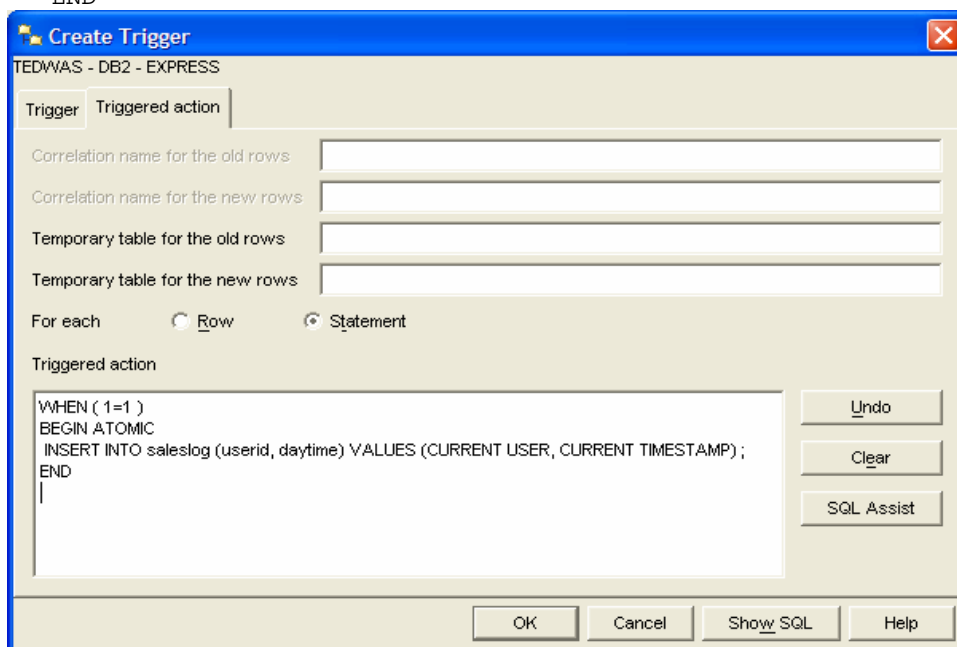 END
Create Trigger
TEDWAS - DB2 - EXPRESS
Trigger Triggered action
Correlation name for the old rows
Correlation name for the new rows
Temporary table for the old rows
Temporary table for the new rows
For each Row Statement
Triggered action
WHEN ( 1=1 )
BEGIN ATOMIC
INSERT INTO saleslog (userid, daytime) VALUES (CURRENT USER, CURRENT TIMESTAMP) ;
END
Undo
Clear
SQL Assist
OK Cancel Show SQL Help